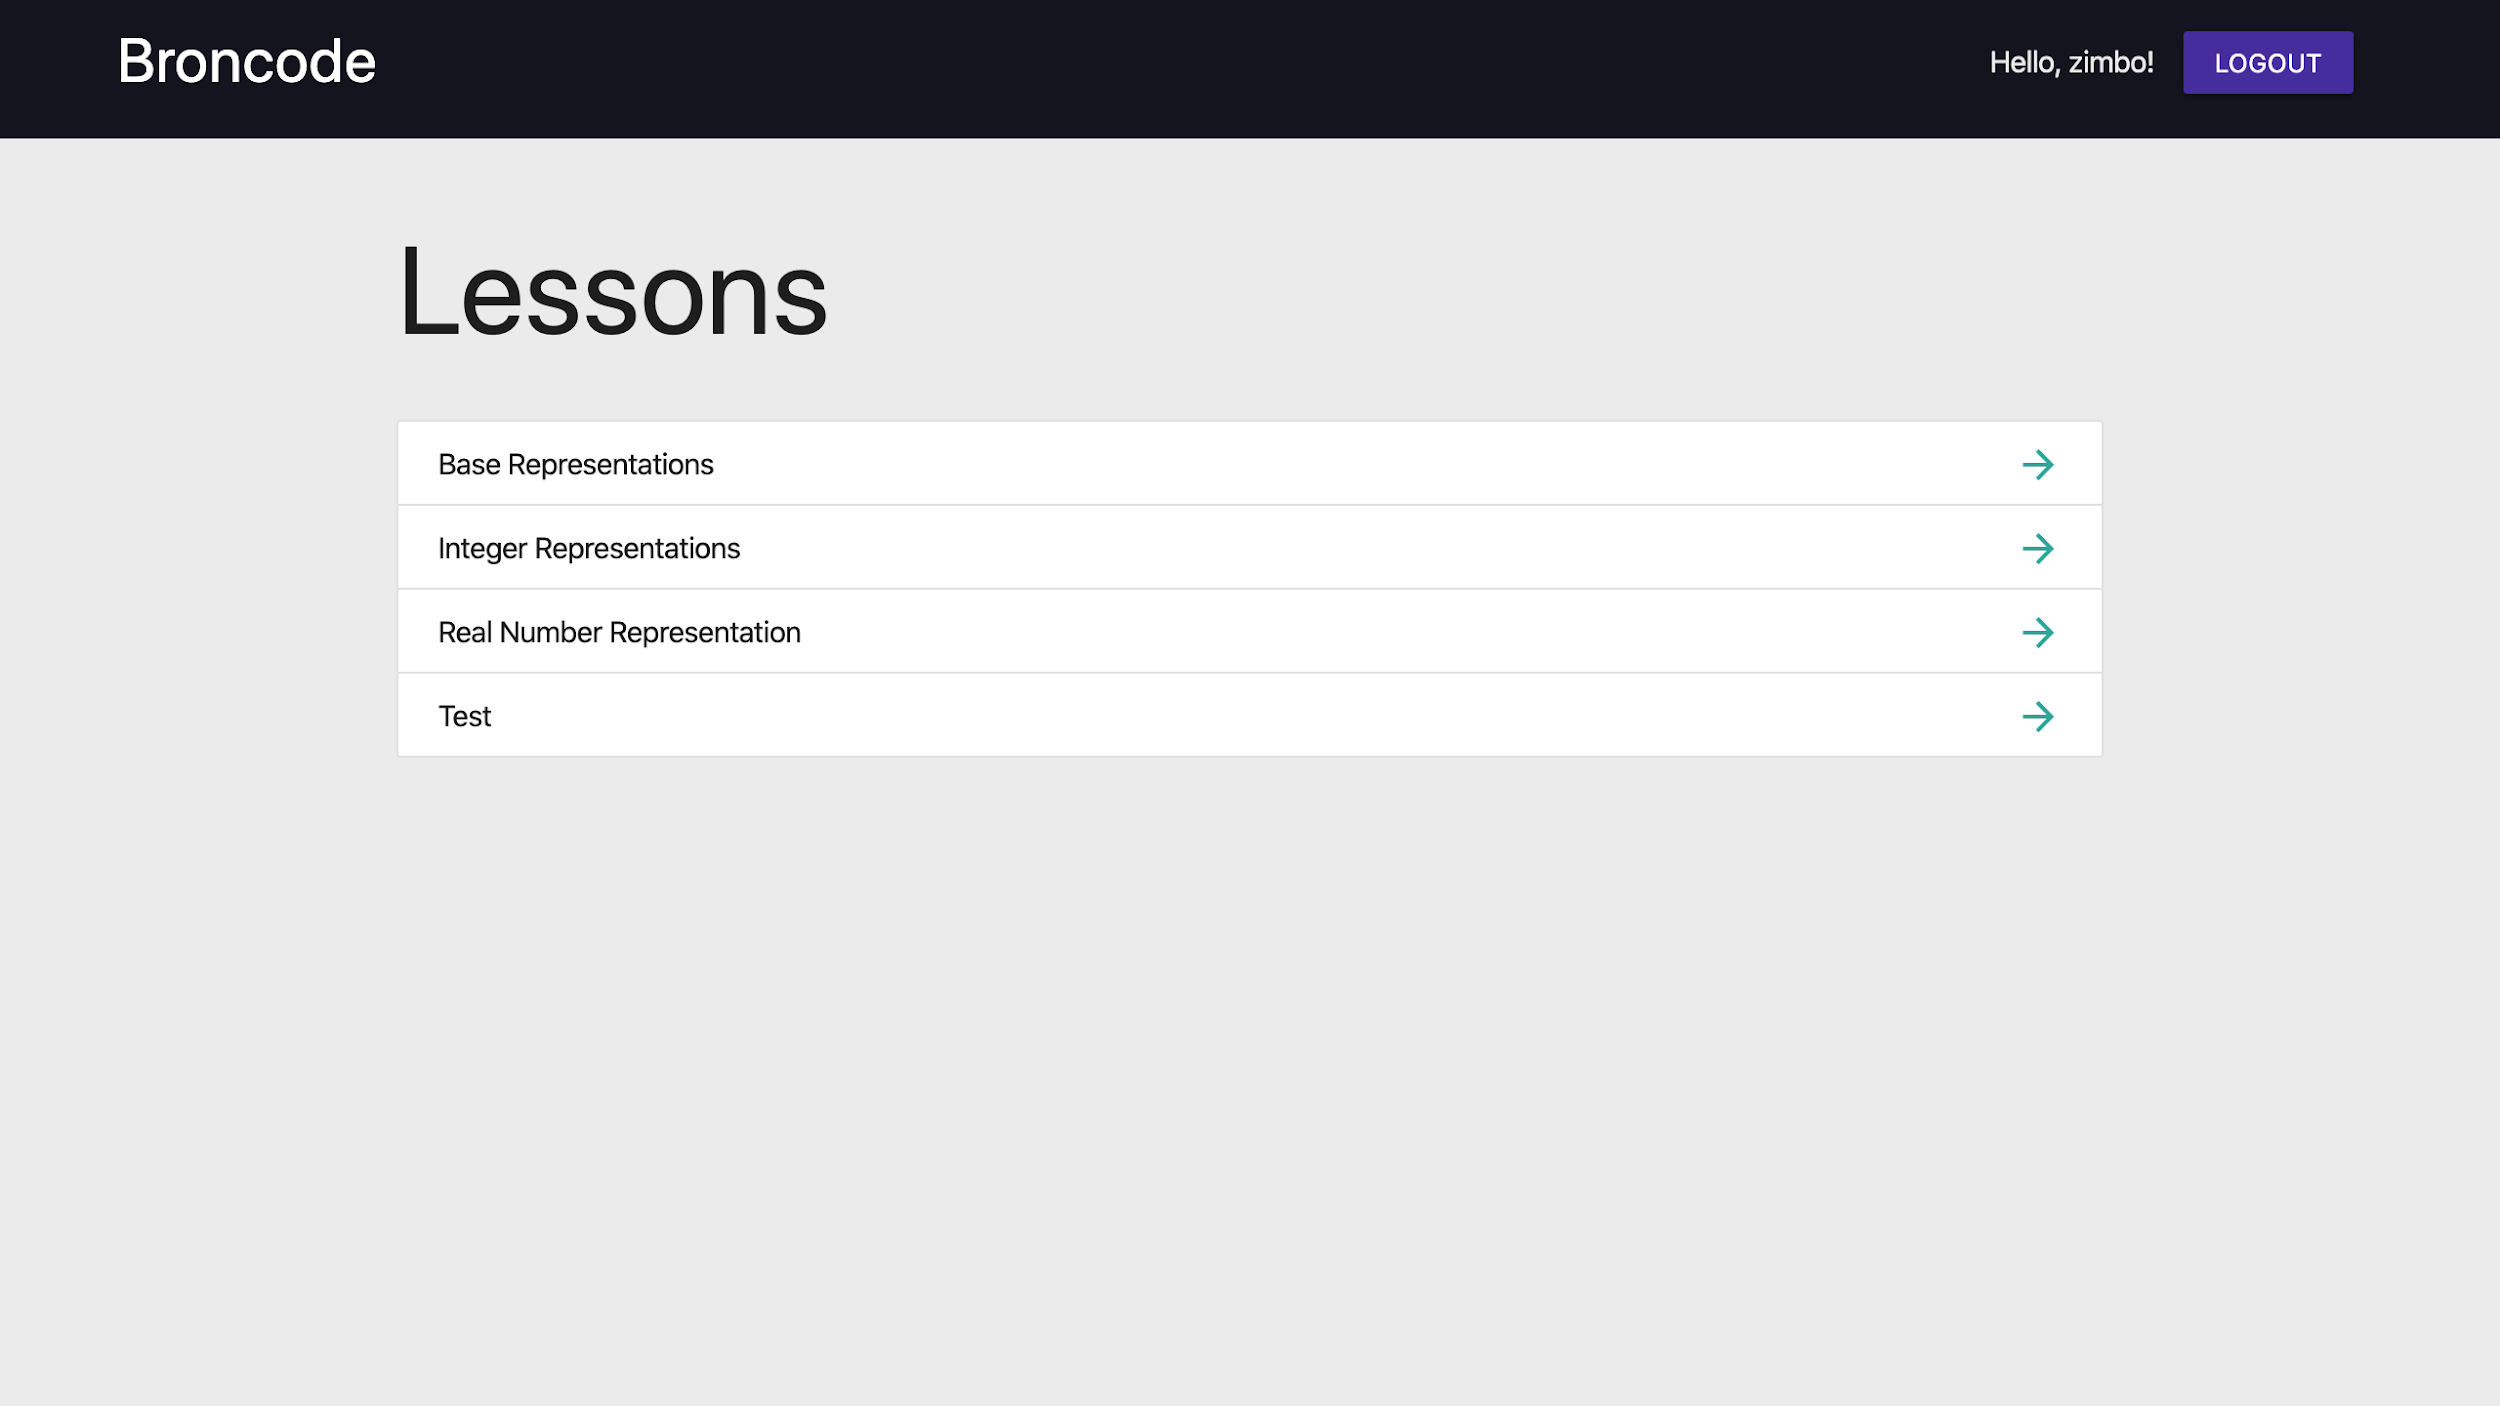 Broncode
Hello, zimbo!
LOGOUT
Lessons
Base Representations
Integer Representations
Real Number Representation
Test